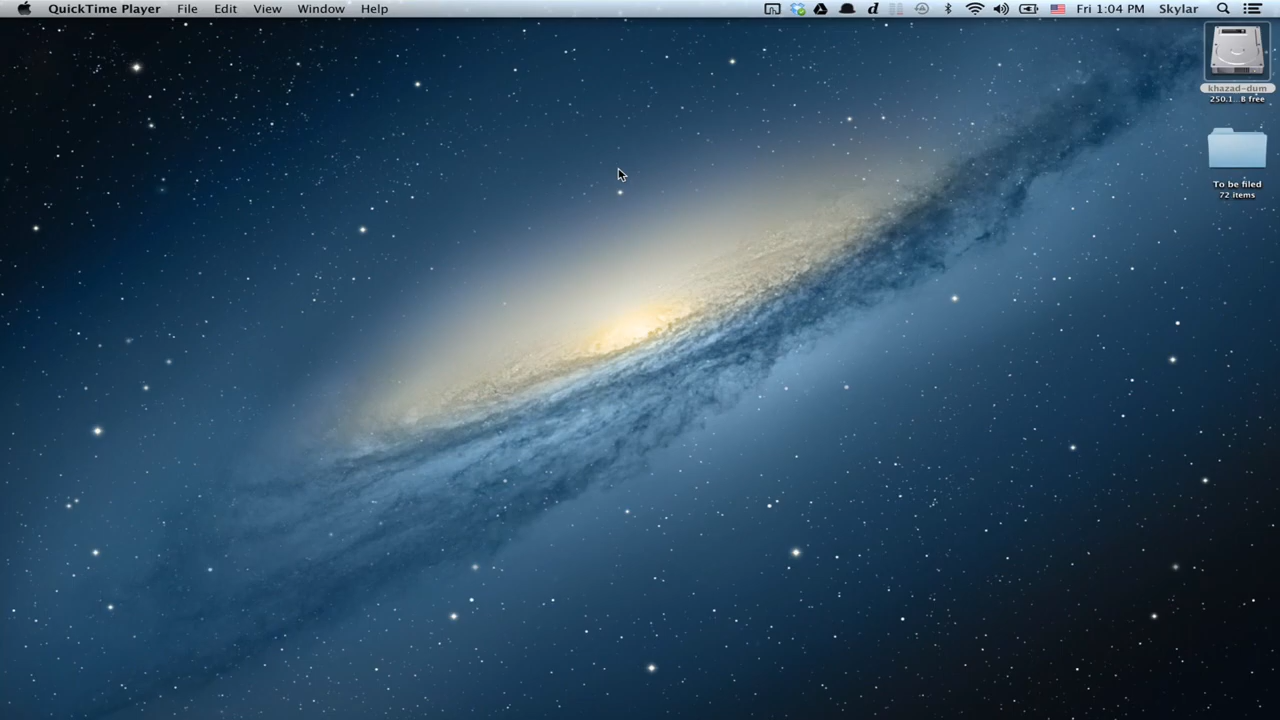 QuickTime Player File Edit View Window Help d Fri 1:04 PM Skylar
khazad-dum
250.1...B free
To be filed
72 items